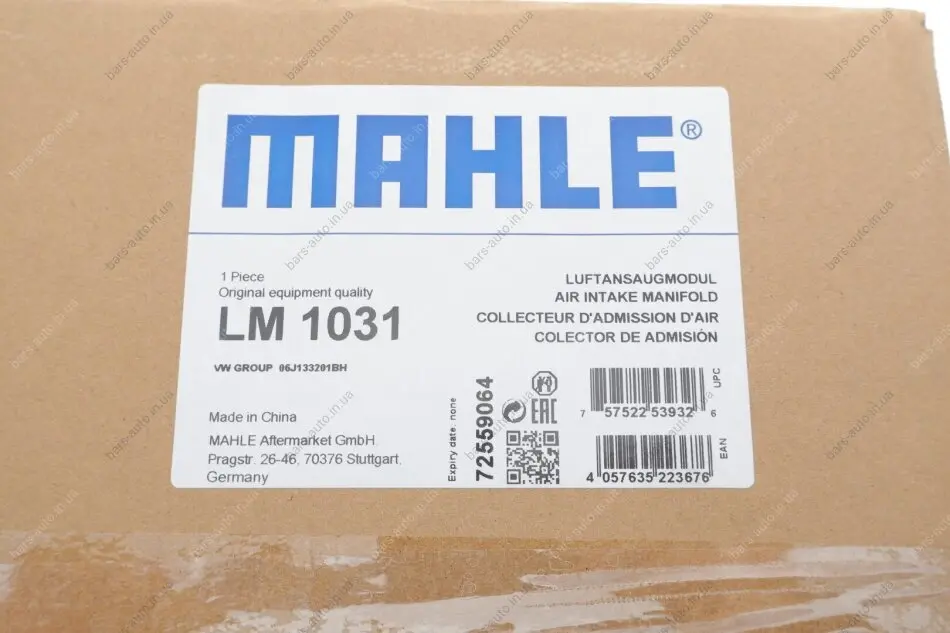 MAHLE®
1 Piece
Original equipment quality
LM 1031
VW GROUP 06J133201BH
Made in China
MAHLE Aftermarket GmbH
Pragstr. 26-46, 70376 Stuttgart,
Germany
LUFTANSAUGMODUL
AIR INTAKE MANIFOLD
COLLECTEUR D'ADMISSION D'AIR
COLECTOR DE ADMISIÓN
Expiry date: none
72559064
EAC
7 57522 53932 6
UPC
4 057635 223676
EAN
bars-auto.in.ua